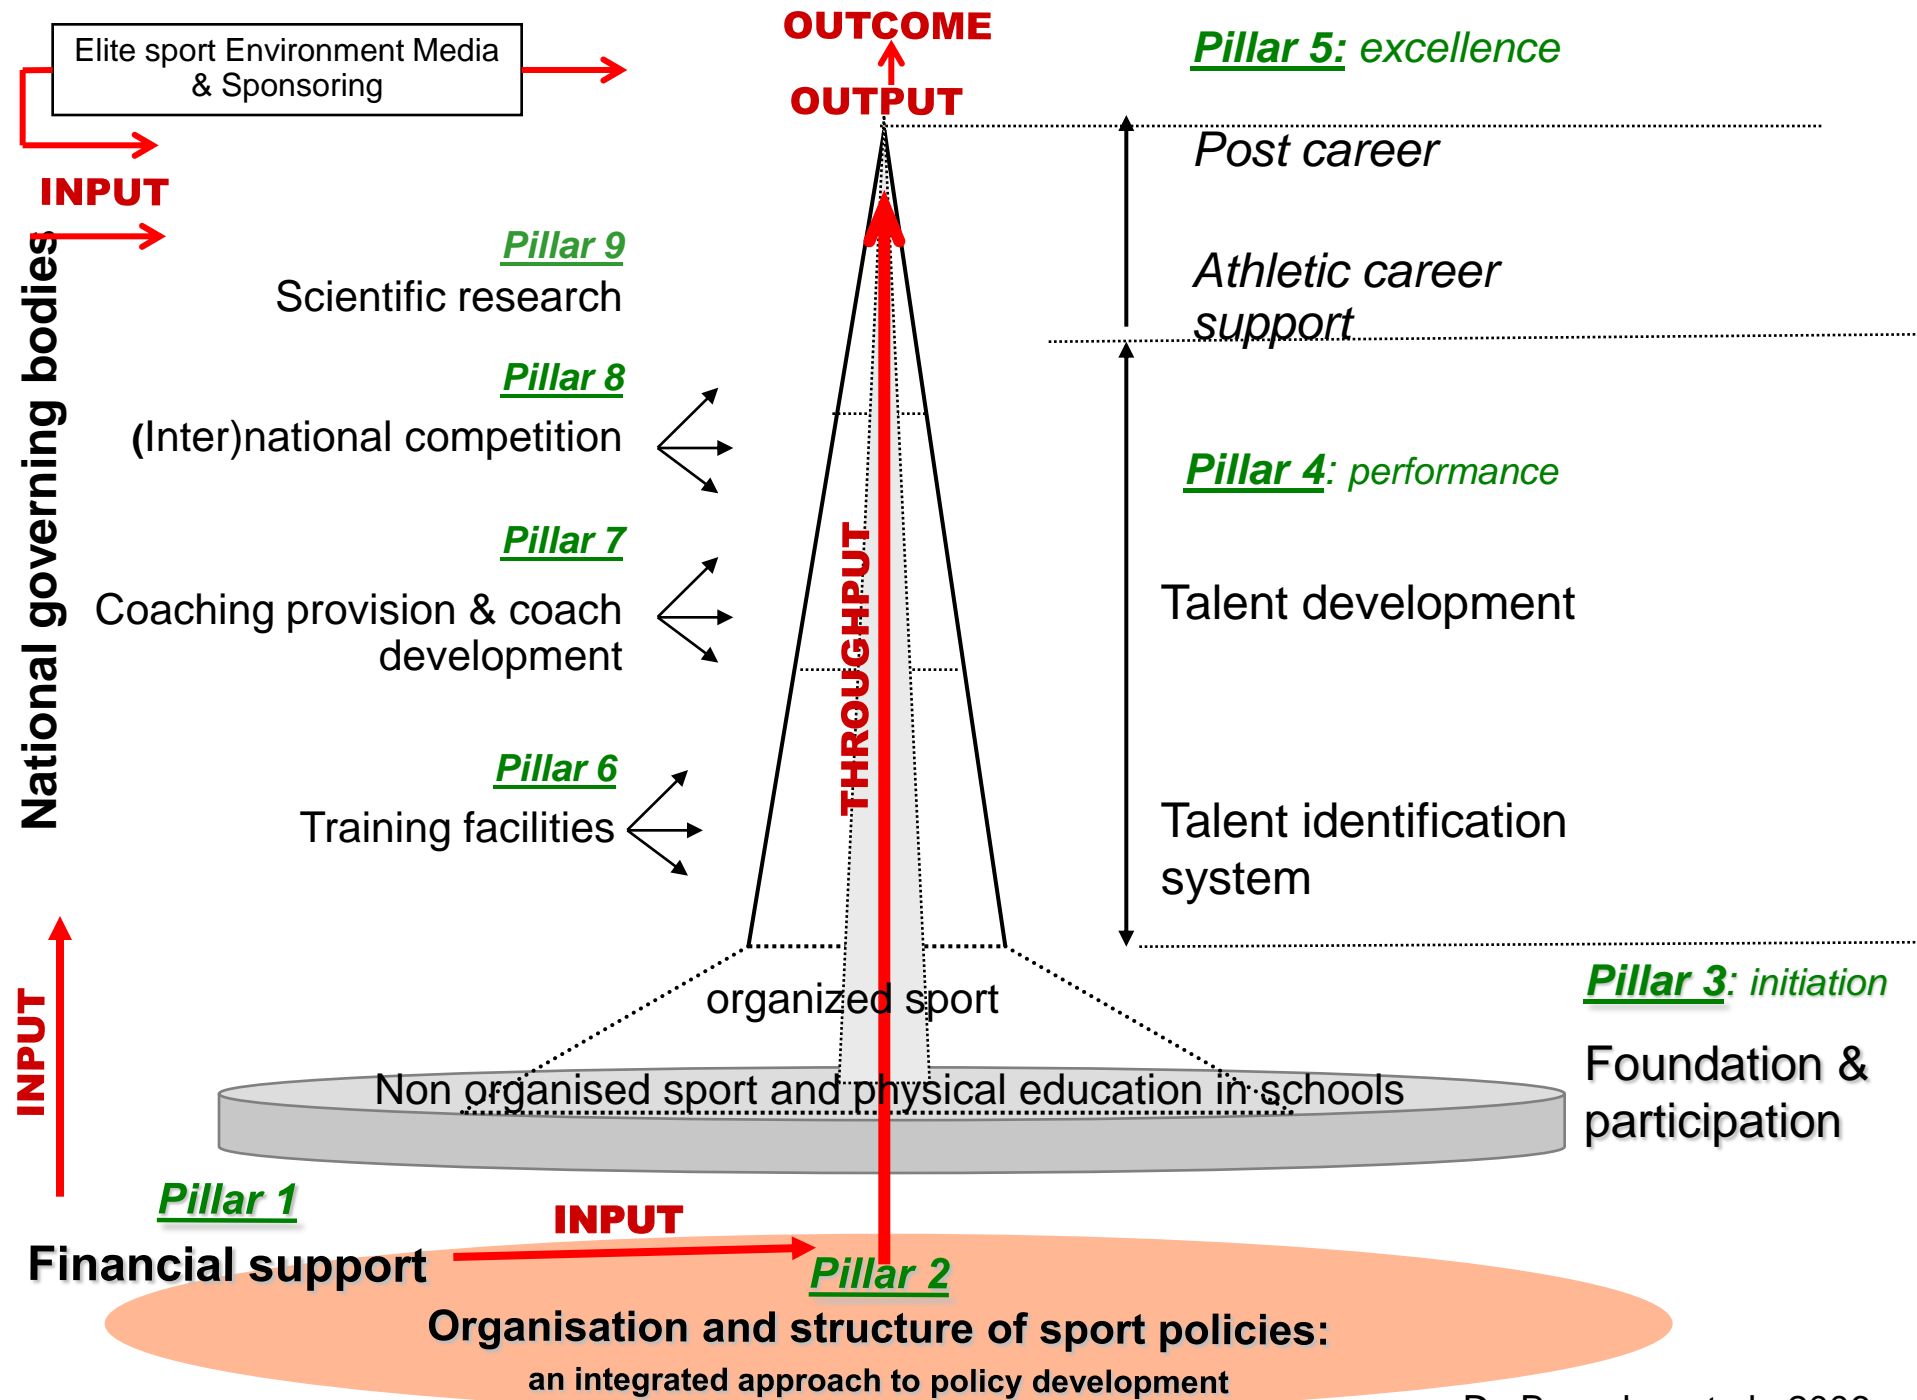 OUTCOME
Elite sport Environment Media
& Sponsoring
Pillar 5: excellence
OUTPUT
Post career
INPUT
Pillar 9
Scientific research
Athletic career
support
National governing bodies
Pillar 8
(Inter)national competition
Pillar 4: performance
Pillar 7
Coaching provision & coach
development
THROUGHPUT
Talent development
Pillar 6
Training facilities
Talent identification
system
organized sport
Pillar 3: initiation
Foundation &
participation
Non organised sport and physical education in schools
INPUT
Pillar 1
Financial support
INPUT
Pillar 2
Organisation and structure of sport policies:
an integrated approach to policy development